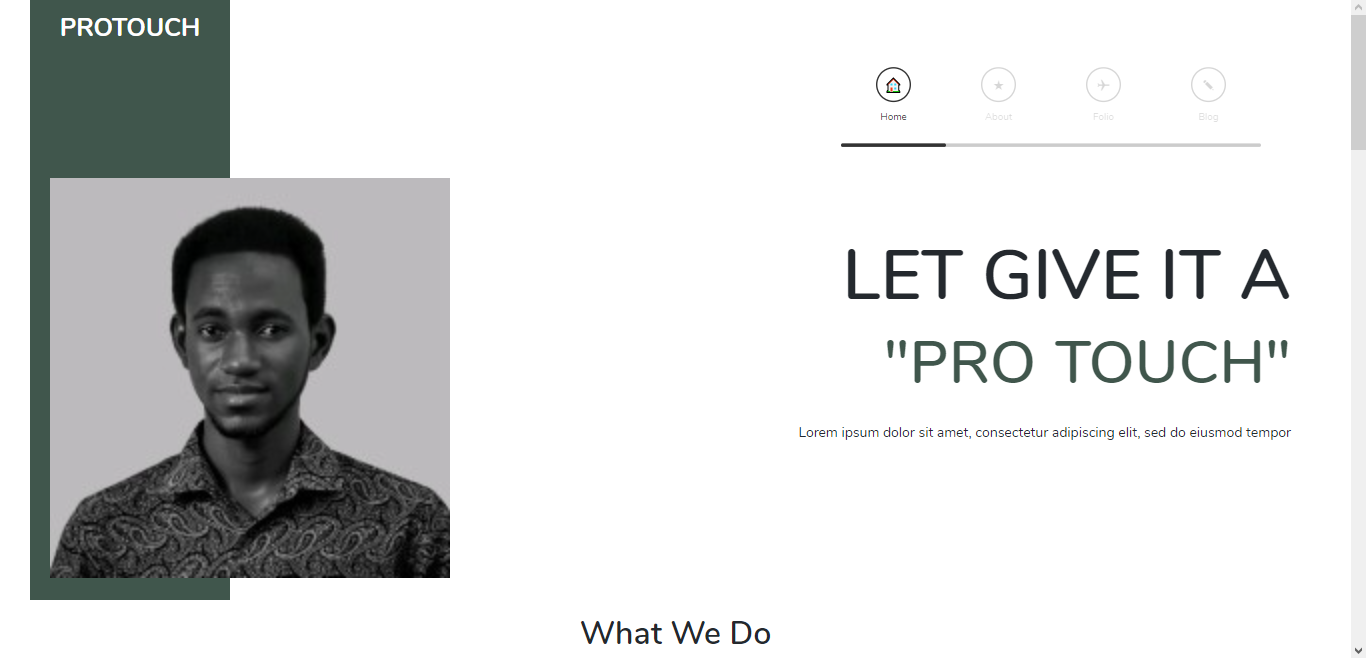 PROTOUCH
Home About Folio Blog
LET GIVE IT A
"PRO TOUCH"
Lorem ipsum dolor sit amet, consectetur adipiscing elit, sed do eiusmod tempor
What We Do